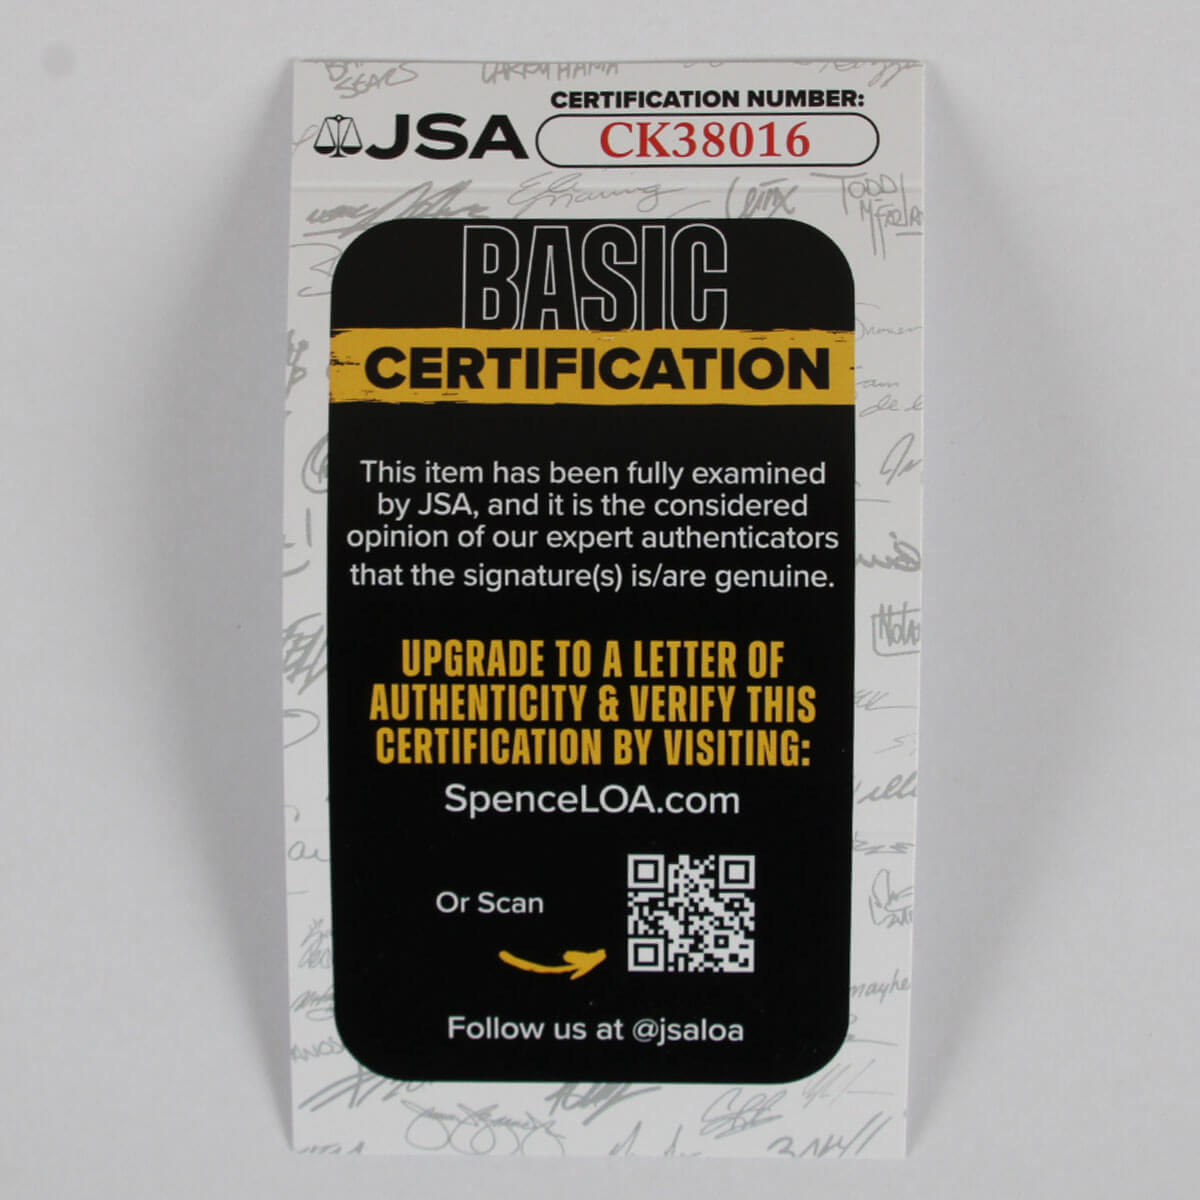 CERTIFICATION NUMBER:
JSA CK38016
TODD
BASIC
CERTIFICATION
This item has been fully examined
by JSA, and it is the considered
opinion of our expert authenticators
that the signature(s) is/are genuine.
UPGRADE TO A LETTER OF
AUTHENTICITY & VERIFY THIS
CERTIFICATION BY VISITING:
SpenceLOA.com
Or Scan
Follow us at @jsaloa